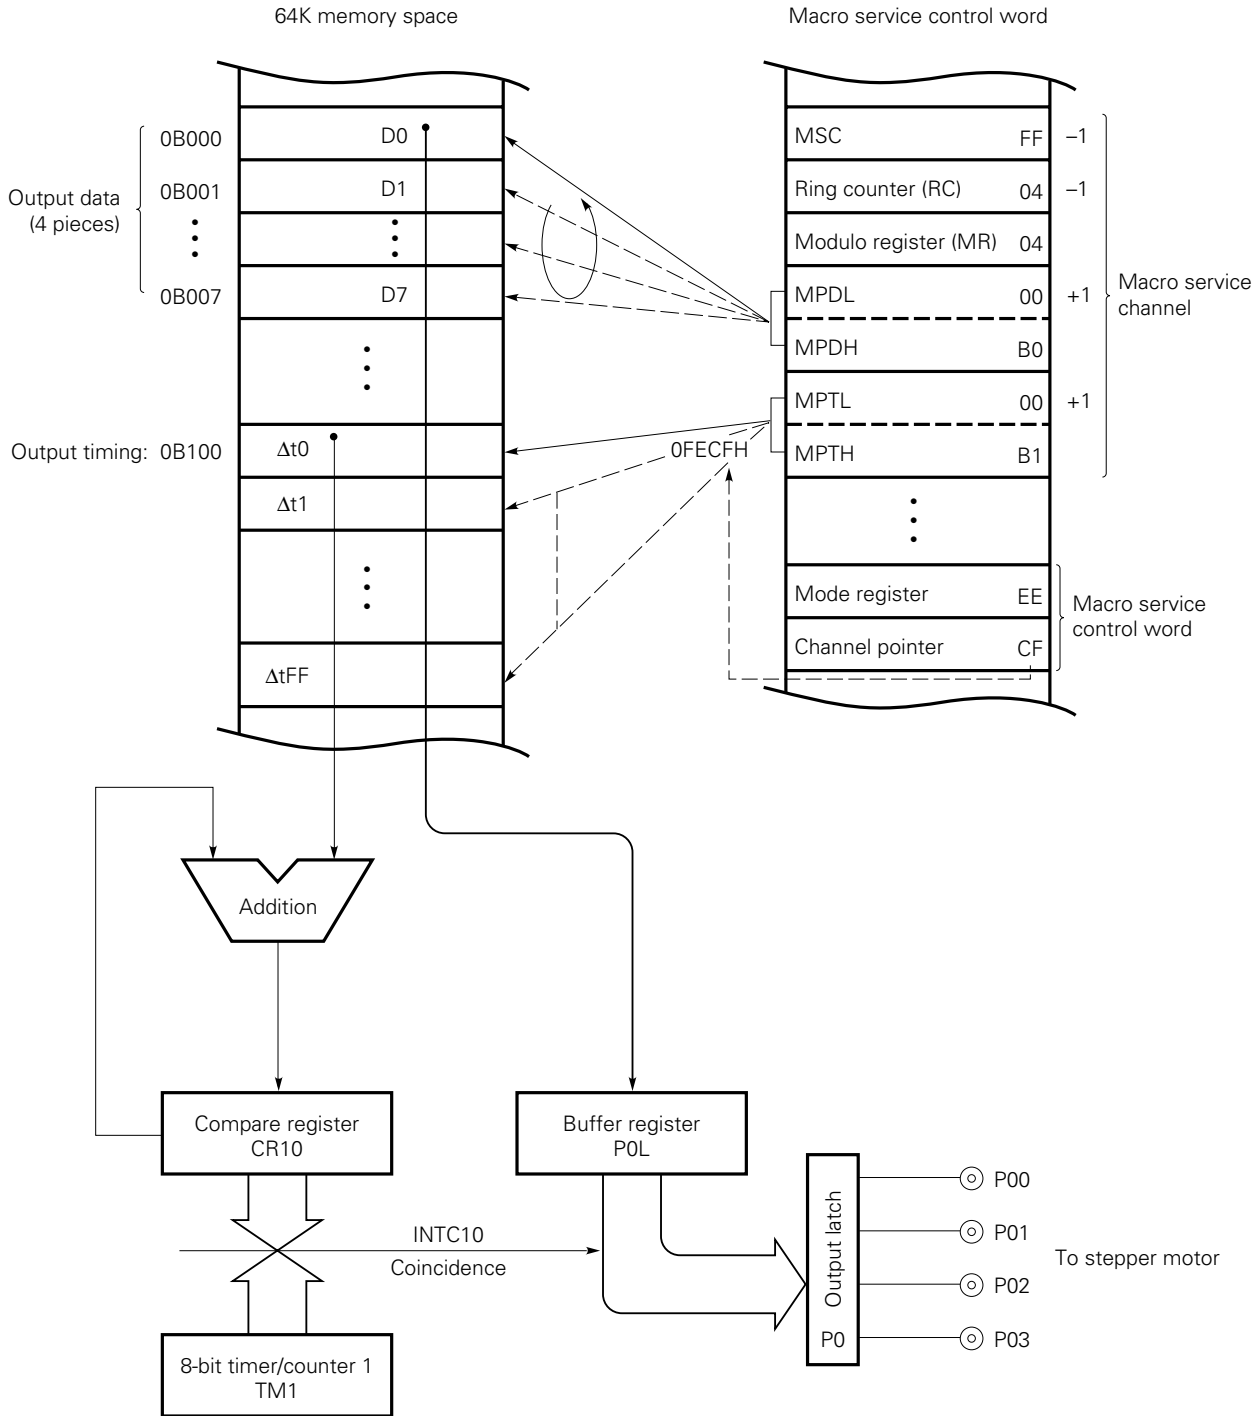 64K memory space
Macro service control word
Output data
(4 pieces)
0B000
0B001
0B007
D0
D1
D7
Output timing: 0B100
Δt0
Δt1
ΔtFF
MSC FF –1
Ring counter (RC) 04 –1
Modulo register (MR) 04
MPDL 00 +1
MPDH B0
MPTL 00 +1
MPTH B1
Macro service
channel
0FECFH
Mode register EE
Channel pointer CF
Macro service
control word
Addition
Compare register
CR10
Buffer register
P0L
INTC10
Coincidence
8-bit timer/counter 1
TM1
Output latch
P0
P00
P01
P02
P03
To stepper motor